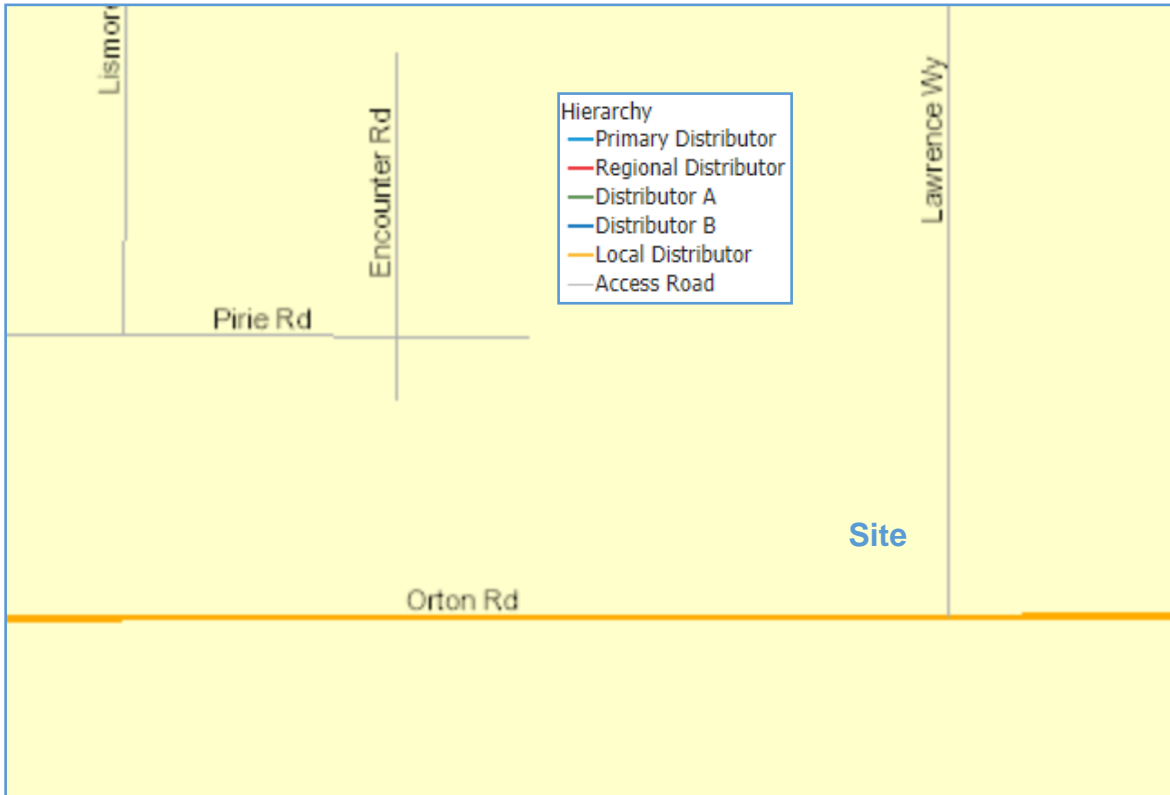 Lismore
Encounter Rd
Lawrence Wy
Hierarchy
Primary Distributor
Regional Distributor
Distributor A
Distributor B
Local Distributor
Access Road
Pirie Rd
Site
Orton Rd